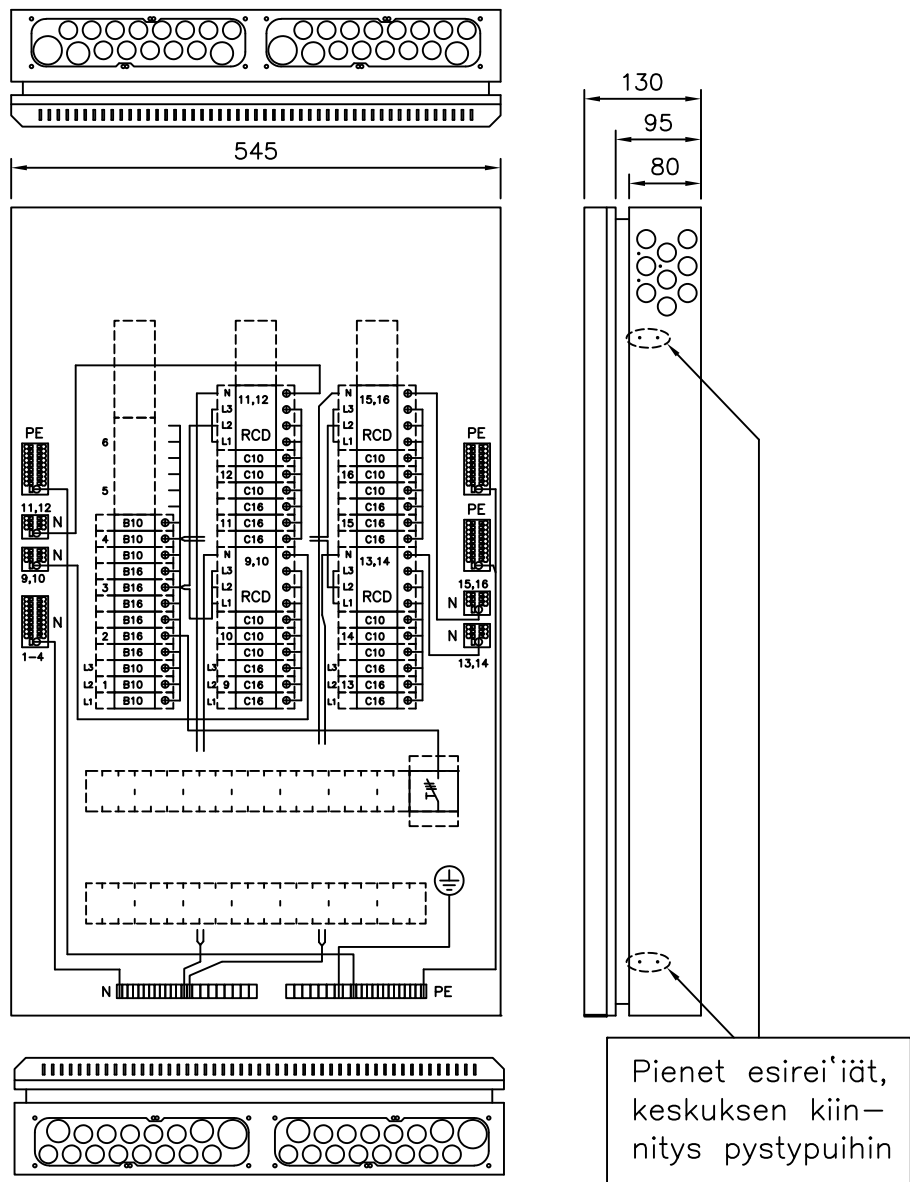 130
95
545
80
N 11,12
N 15,16
L3
L3
L2
L2
L1 RCD
L1 RCD
PE
6
PE
C10
C10
12 C10
16 C10
5
C10
C10
11,12
C16
C16
PE
B10
11 C16
15 C16
N
4 B10
C16
C16
B10
N 9,10
N 13,14
N
B16
L3
L3
9,10
3 B16
L2
L2
15,16
B16
L1 RCD
L1 RCD
N
N
B16
C10
C10
2 B16
10 C10
14 C10
N
1-4
B16
C10
C10
13,14
L3 B10
L3 C16
L3 C16
L2 1 B10
L2 9 C16
L2 13 C16
L1 B10
L1 C16
L1 C16
N
PE
Pienet esirei'iät,
keskuksen kiin-
nitys pystypuihin